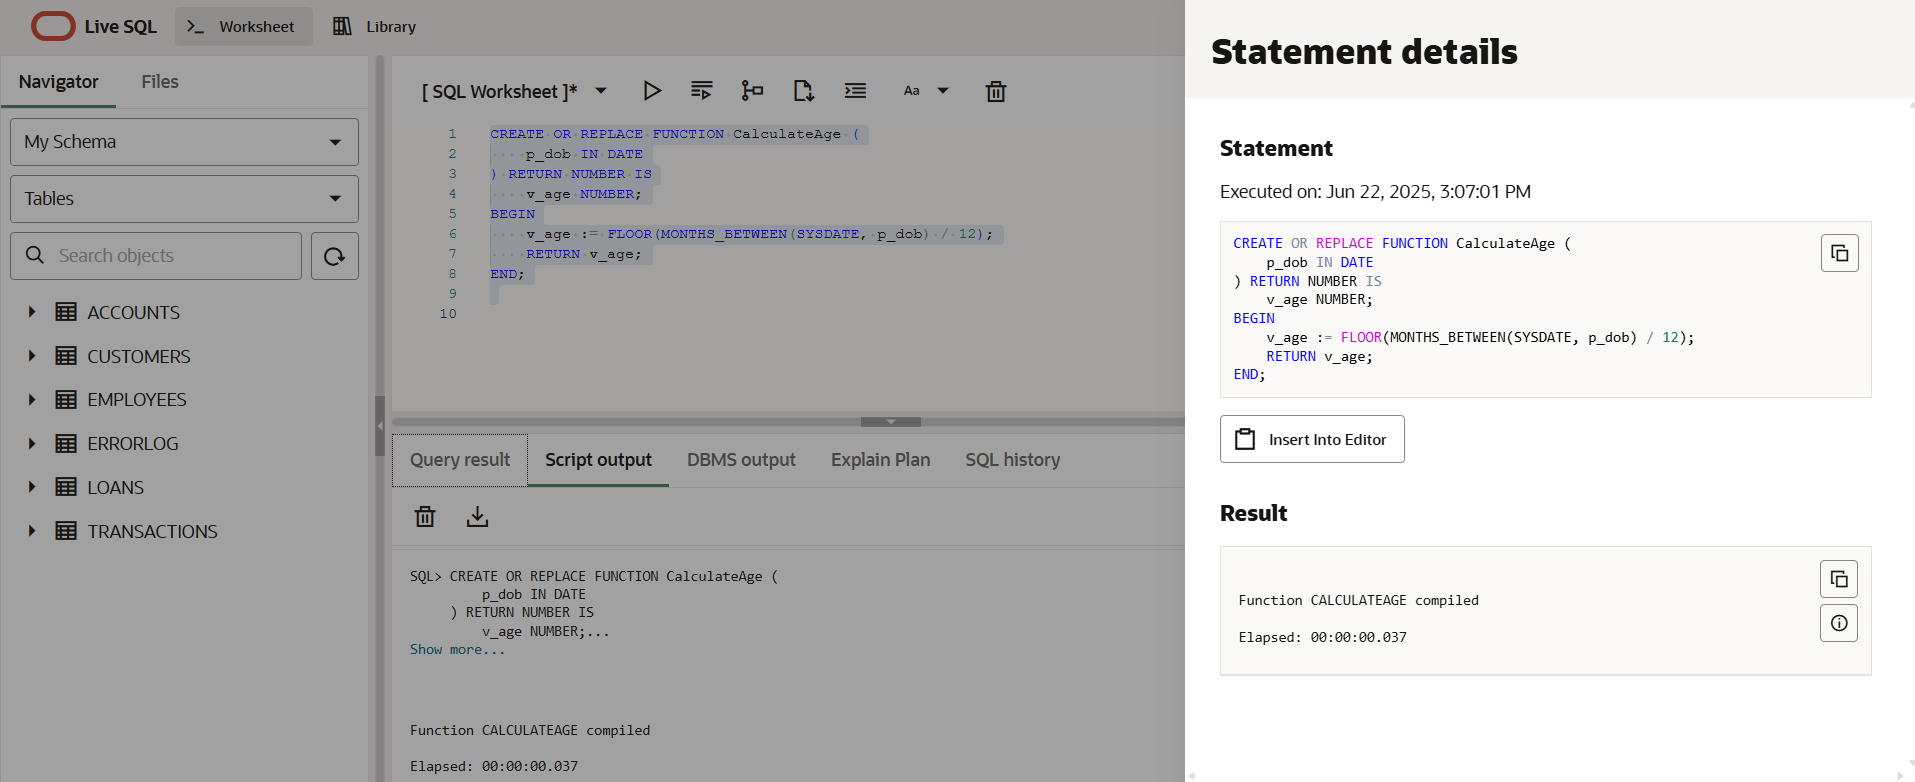 Live SQL
Worksheet
Library
Navigator
Files
My Schema
Tables
Search objects
ACCOUNTS
CUSTOMERS
EMPLOYEES
ERRORLOG
LOANS
TRANSACTIONS
[ SQL Worksheet ]*
Aa
1 CREATE OR REPLACE FUNCTION CalculateAge (
2     p_dob IN DATE
3 ) RETURN NUMBER IS
4     v_age NUMBER;
5 BEGIN
6     v_age := FLOOR(MONTHS_BETWEEN(SYSDATE, p_dob) / 12);
7     RETURN v_age;
8 END;
9
10
Query result
Script output
DBMS output
Explain Plan
SQL history
SQL> CREATE OR REPLACE FUNCTION CalculateAge (
         p_dob IN DATE
     ) RETURN NUMBER IS
         v_age NUMBER;...
Show more...
Function CALCULATEAGE compiled
Elapsed: 00:00:00.037
Statement details
Statement
Executed on: Jun 22, 2025, 3:07:01 PM
CREATE OR REPLACE FUNCTION CalculateAge (
    p_dob IN DATE
) RETURN NUMBER IS
    v_age NUMBER;
BEGIN
    v_age := FLOOR(MONTHS_BETWEEN(SYSDATE, p_dob) / 12);
    RETURN v_age;
END;
Insert Into Editor
Result
Function CALCULATEAGE compiled
Elapsed: 00:00:00.037